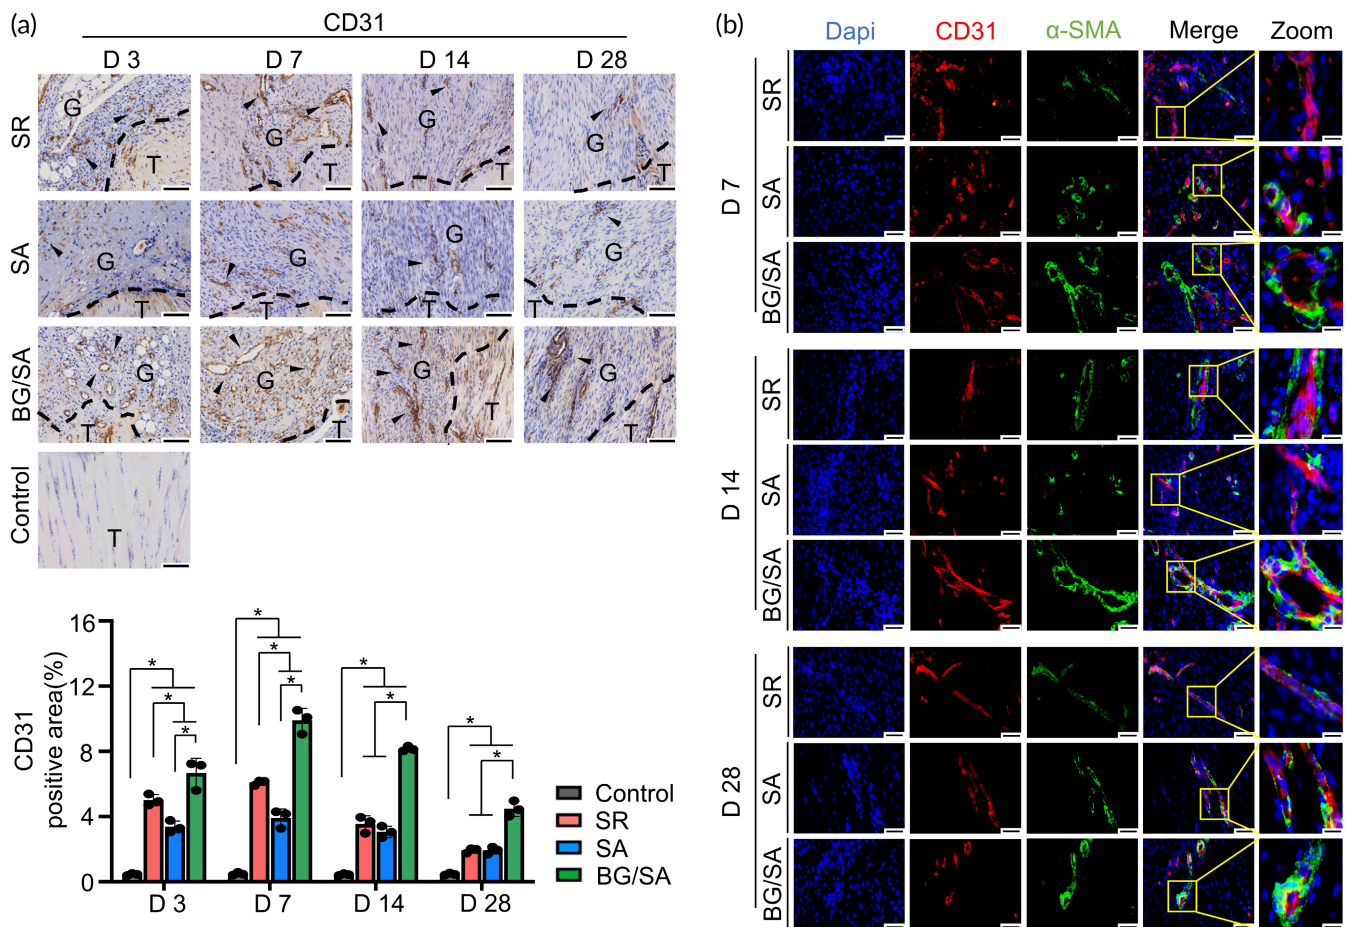 (a)
CD31
D 3 D 7 D 14 D 28
SR G T G T G T G T
SA G T G T G T G T
BG/SA G T G T G T G T
Control T
CD31
positive area(%)
16
12
8
4
0
* * *
* * *
* *
* *
D 3 D 7 D 14 D 28
Control
SR
SA
BG/SA
(b)
Dapi CD31 α-SMA Merge Zoom
D 7
SR
SA
BG/SA
D 14
SR
SA
BG/SA
D 28
SR
SA
BG/SA